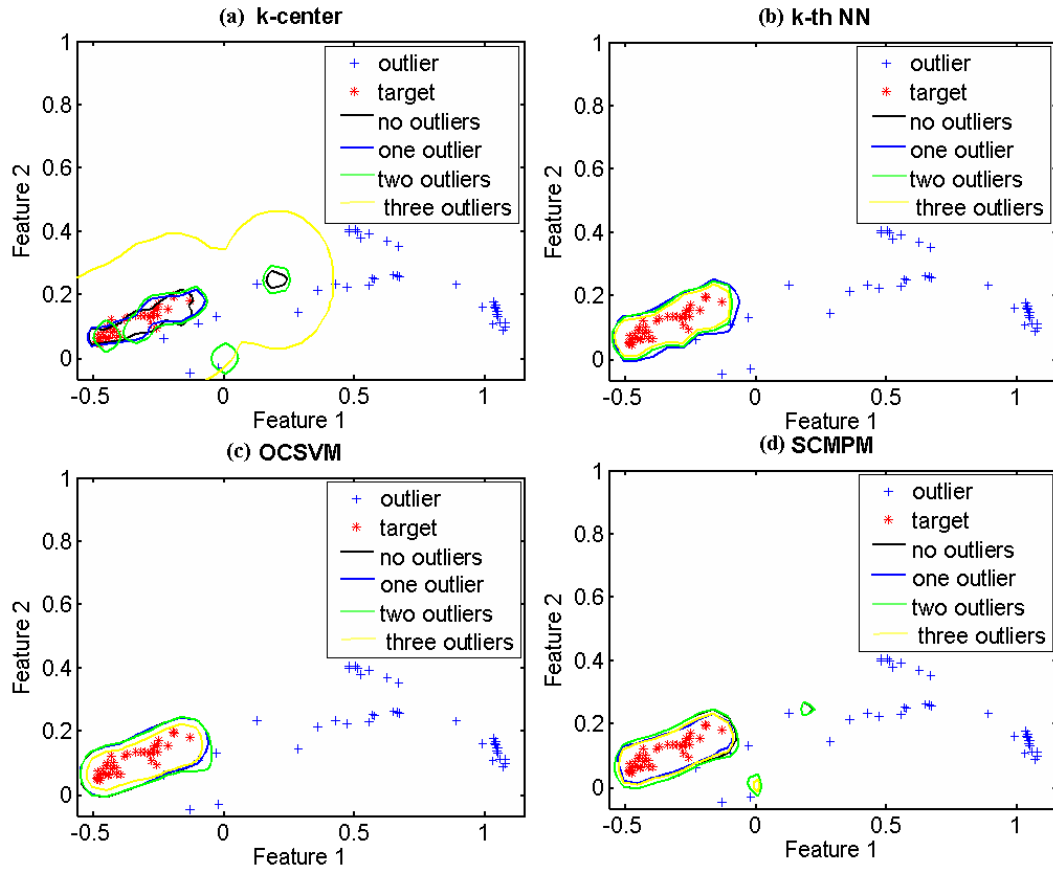 (a) k-center
1
0.8
0.6
0.4
0.2
0
-0.5
0
0.5
1
Feature 2
Feature 1
outlier
target
no outliers
one outlier
two outliers
three outliers
(b) k-th NN
1
0.8
0.6
0.4
0.2
0
-0.5
0
0.5
1
Feature 2
Feature 1
outlier
target
no outliers
one outlier
two outliers
three outliers
(c) OCSVM
1
0.8
0.6
0.4
0.2
0
-0.5
0
0.5
1
Feature 2
Feature 1
outlier
target
no outliers
one outlier
two outliers
three outliers
(d) SCMPM
1
0.8
0.6
0.4
0.2
0
-0.5
0
0.5
1
Feature 2
Feature 1
outlier
target
no outliers
one outlier
two outliers
three outliers